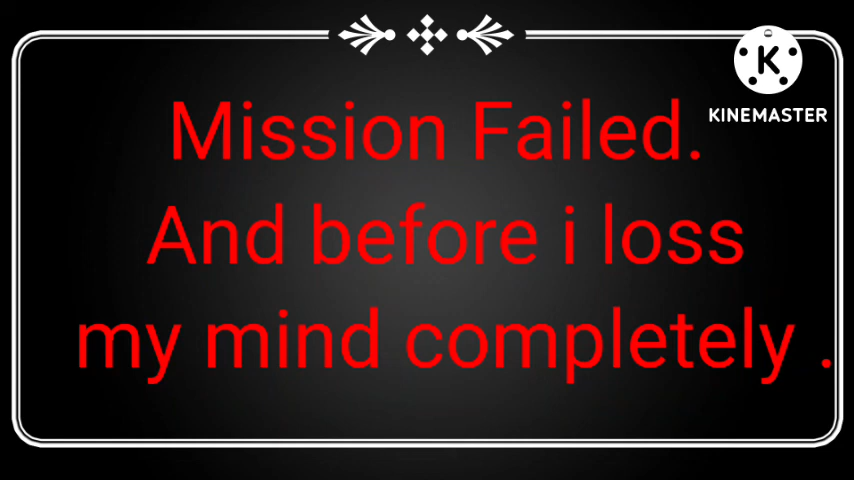 K
KINEMASTER
Mission Failed.
And before i loss
my mind completely .